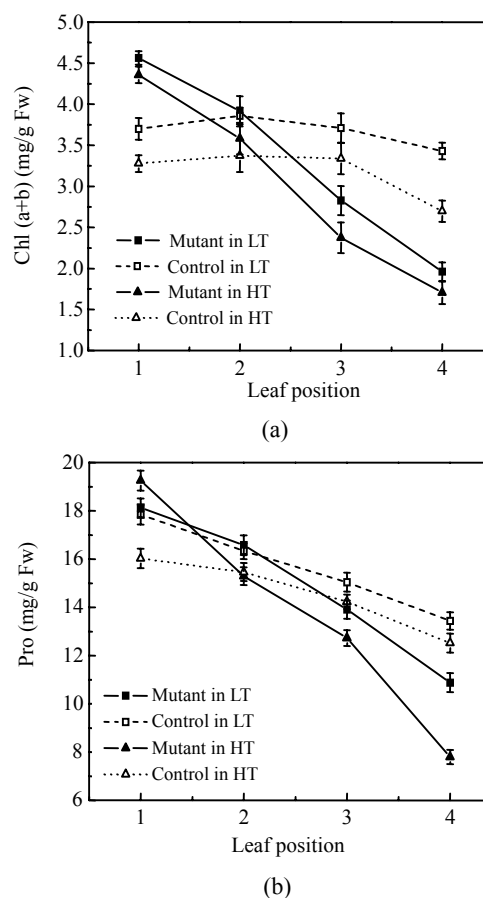 5.0
4.5
4.0
3.5
3.0
2.5
2.0
1.5
1.0
Chl (a+b) (mg/g Fw)
Mutant in LT
Control in LT
Mutant in HT
Control in HT
1 2 3 4
Leaf position
(a)
20
18
16
14
12
10
8
6
Pro (mg/g Fw)
Mutant in LT
Control in LT
Mutant in HT
Control in HT
1 2 3 4
Leaf position
(b)